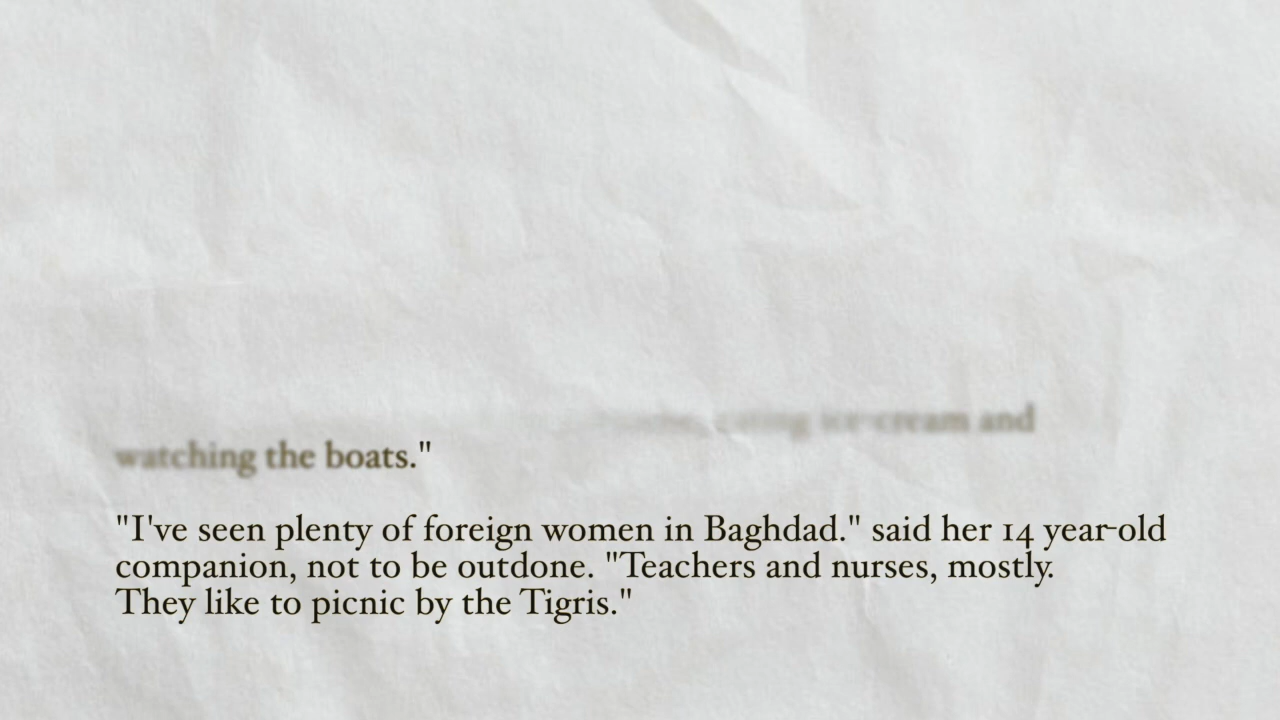 eating ice-cream and
watching the boats."
"I've seen plenty of foreign women in Baghdad." said her 14 year-old
companion, not to be outdone. "Teachers and nurses, mostly.
They like to picnic by the Tigris."